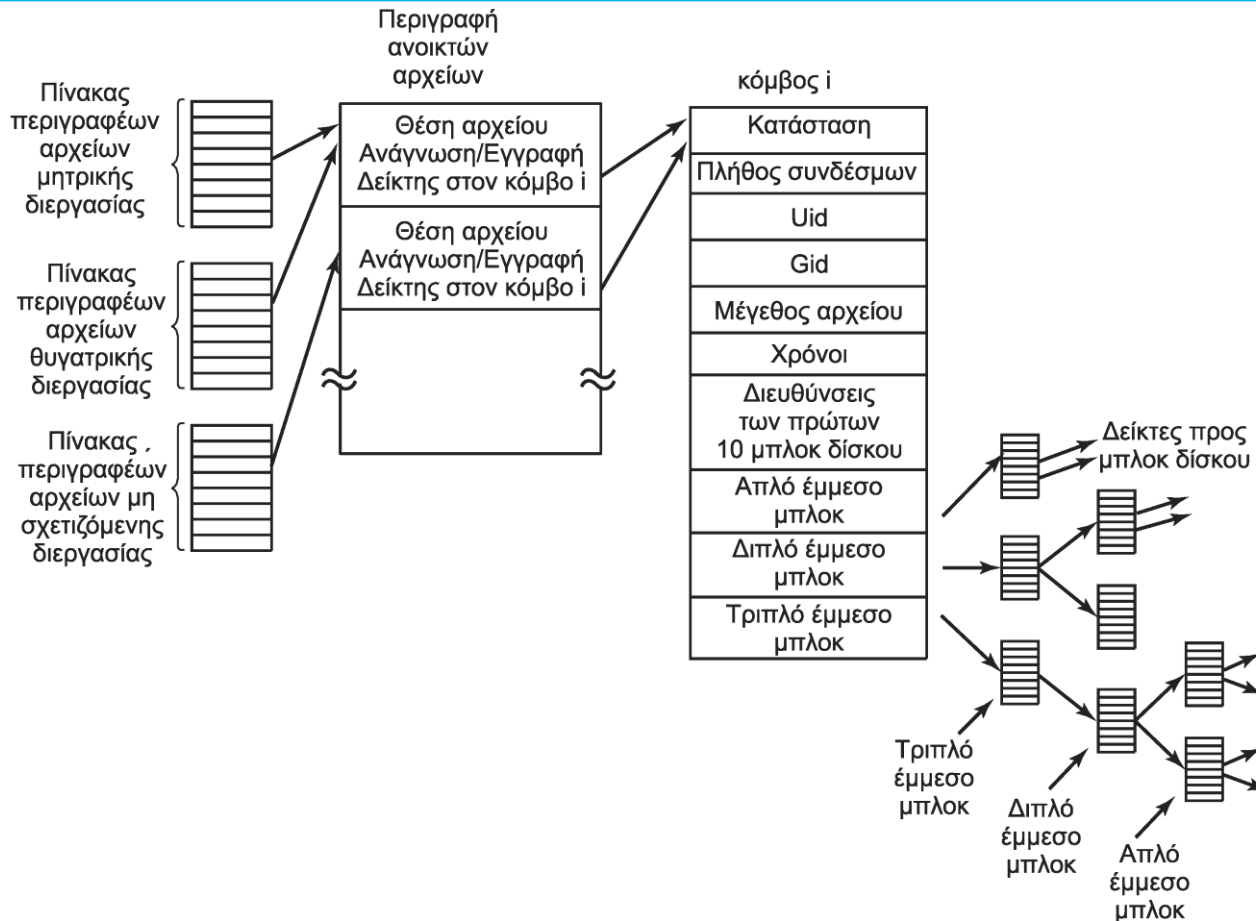 Περιγραφή
ανοικτών
αρχείων
Πίνακας
περιγραφέων
αρχείων
μητρικής
διεργασίας
Πίνακας
περιγραφέων
αρχείων
θυγατρικής
διεργασίας
Πίνακας
περιγραφέων
αρχείων μη
σχετιζόμενης
διεργασίας
Θέση αρχείου
Ανάγνωση/Εγγραφή
Δείκτης στον κόμβο i
Θέση αρχείου
Ανάγνωση/Εγγραφή
Δείκτης στον κόμβο i
κόμβος i
Κατάσταση
Πλήθος συνδέσμων
Uid
Gid
Μέγεθος αρχείου
Χρόνοι
Διευθύνσεις
των πρώτων
10 μπλοκ δίσκου
Απλό έμμεσο
μπλοκ
Διπλό έμμεσο
μπλοκ
Τριπλό έμμεσο
μπλοκ
Δείκτες προς
μπλοκ δίσκου
Τριπλό
έμμεσο
μπλοκ
Διπλό
έμμεσο
μπλοκ
Απλό
έμμεσο
μπλοκ